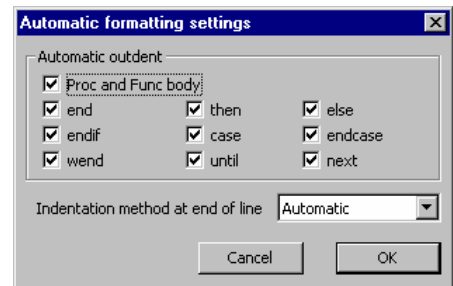 Automatic formatting settings
Automatic outdent
Proc and Func body
end then else
endif case endcase
wend until next
Indentation method at end of line Automatic
Cancel OK